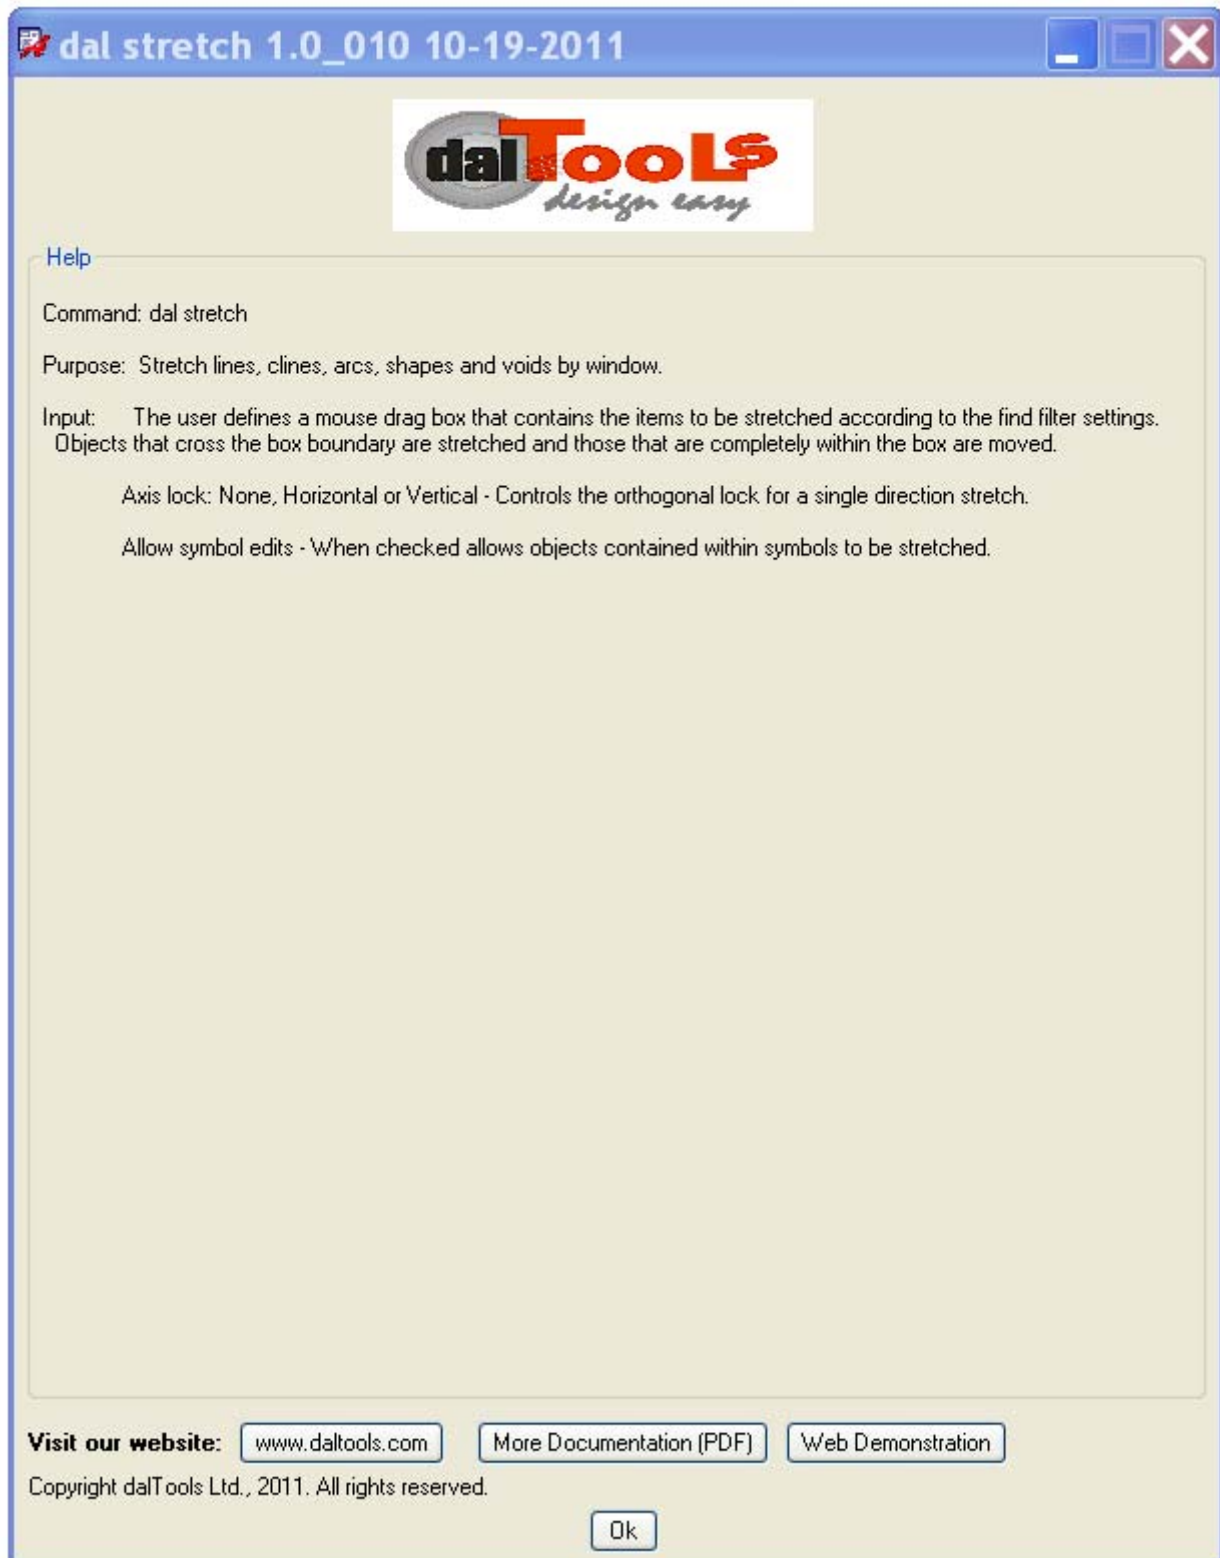 dal stretch 1.0_010 10-19-2011
dalTooLs
design easy
Help
Command: dal stretch
Purpose:  Stretch lines, clines, arcs, shapes and voids by window.
Input:      The user defines a mouse drag box that contains the items to be stretched according to the find filter settings.
Objects that cross the box boundary are stretched and those that are completely within the box are moved.
Axis lock: None, Horizontal or Vertical - Controls the orthogonal lock for a single direction stretch.
Allow symbol edits - When checked allows objects contained within symbols to be stretched.
Visit our website: www.daltools.com More Documentation (PDF) Web Demonstration
Copyright dalTools Ltd., 2011. All rights reserved.
Ok